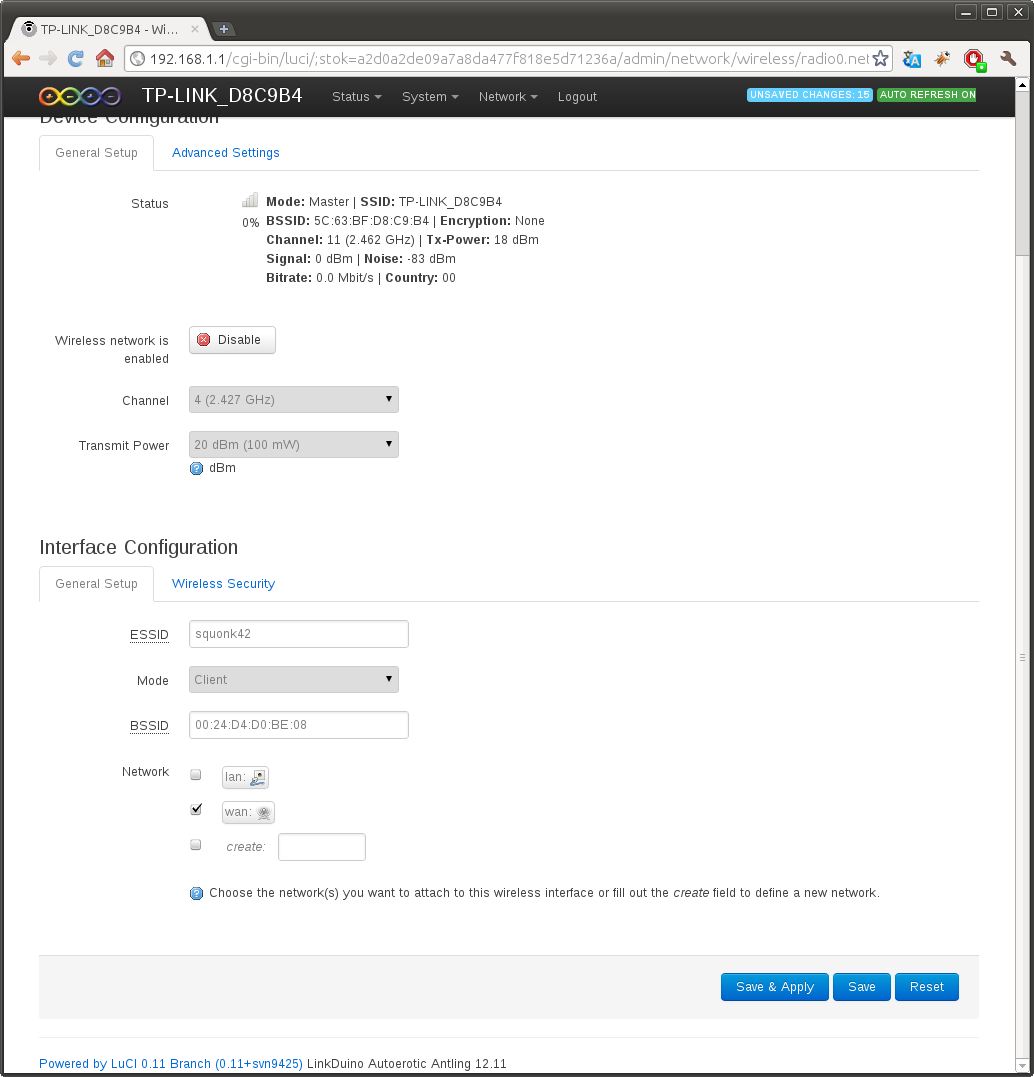 TP-LINK_D8C9B4 - Wi...
192.168.1.1/cgi-bin/luci/;stok=a2d0a2de09a7a8da477f818e5d71236a/admin/network/wireless/radio0.net
TP-LINK_D8C9B4 Status System Network Logout UNSAVED CHANGES: 15 AUTO REFRESH ON
Device Configuration
General Setup Advanced Settings
Status
Mode: Master | SSID: TP-LINK_D8C9B4
0% BSSID: 5C:63:BF:D8:C9:B4 | Encryption: None
Channel: 11 (2.462 GHz) | Tx-Power: 18 dBm
Signal: 0 dBm | Noise: -83 dBm
Bitrate: 0.0 Mbit/s | Country: 00
Wireless network is
enabled
Disable
Channel 4 (2.427 GHz)
Transmit Power 20 dBm (100 mW)
dBm
Interface Configuration
General Setup Wireless Security
ESSID squonk42
Mode Client
BSSID 00:24:D4:D0:BE:08
Network lan:
wan:
create:
Choose the network(s) you want to attach to this wireless interface or fill out the create field to define a new network.
Save & Apply Save Reset
Powered by LuCI 0.11 Branch (0.11+svn9425) LinkDuino Autoerotic Antling 12.11